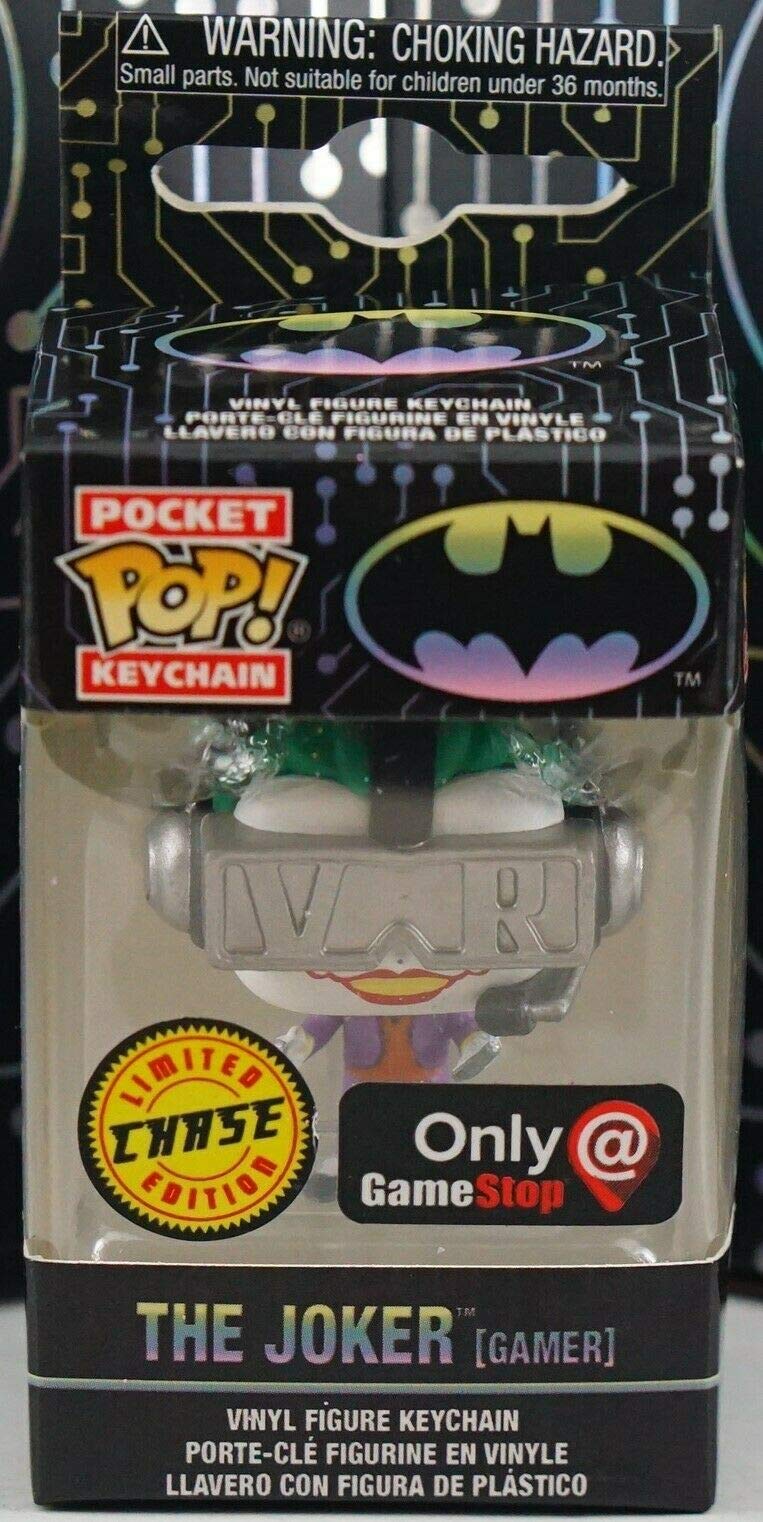 WARNING: CHOKING HAZARD.
Small parts. Not suitable for children under 36 months.
TM
VINYL FIGURE KEYCHAIN
PORTE-CLÉ FIGURINE EN VINYLE
LLAVERO CON FIGURA DE PLÁSTICO
POCKET
POP!
®
KEYCHAIN
TM
VR
LIMITED
CHASE
EDITION
Only @
GameStop
THE JOKER™ [GAMER]
VINYL FIGURE KEYCHAIN
PORTE-CLÉ FIGURINE EN VINYLE
LLAVERO CON FIGURA DE PLÁSTICO